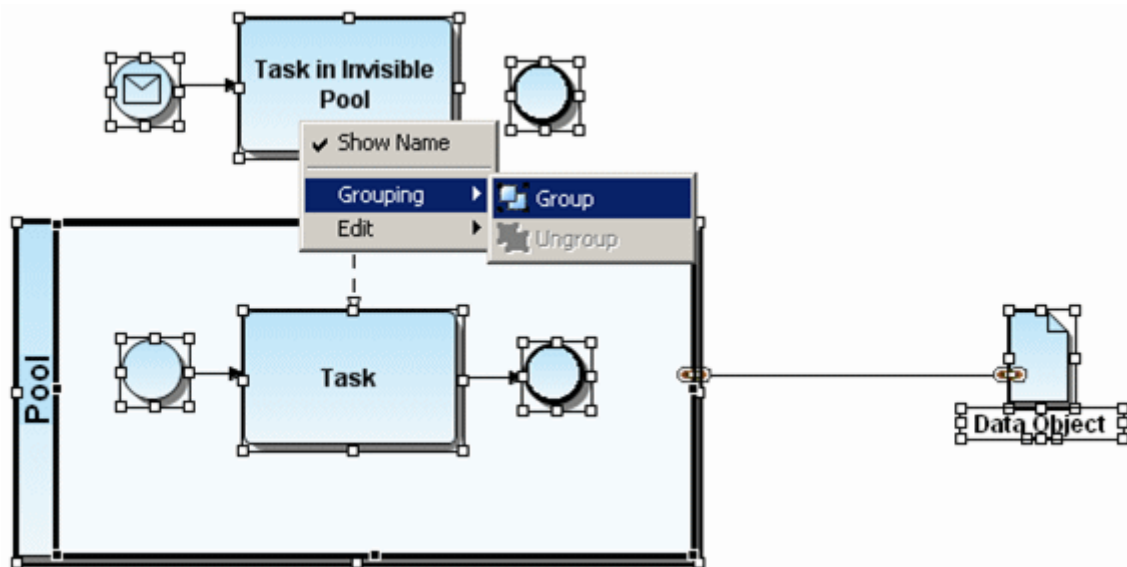 Task in Invisible
Pool
Show Name
Grouping
Group
Edit
Ungroup
Pool
Task
Data Object